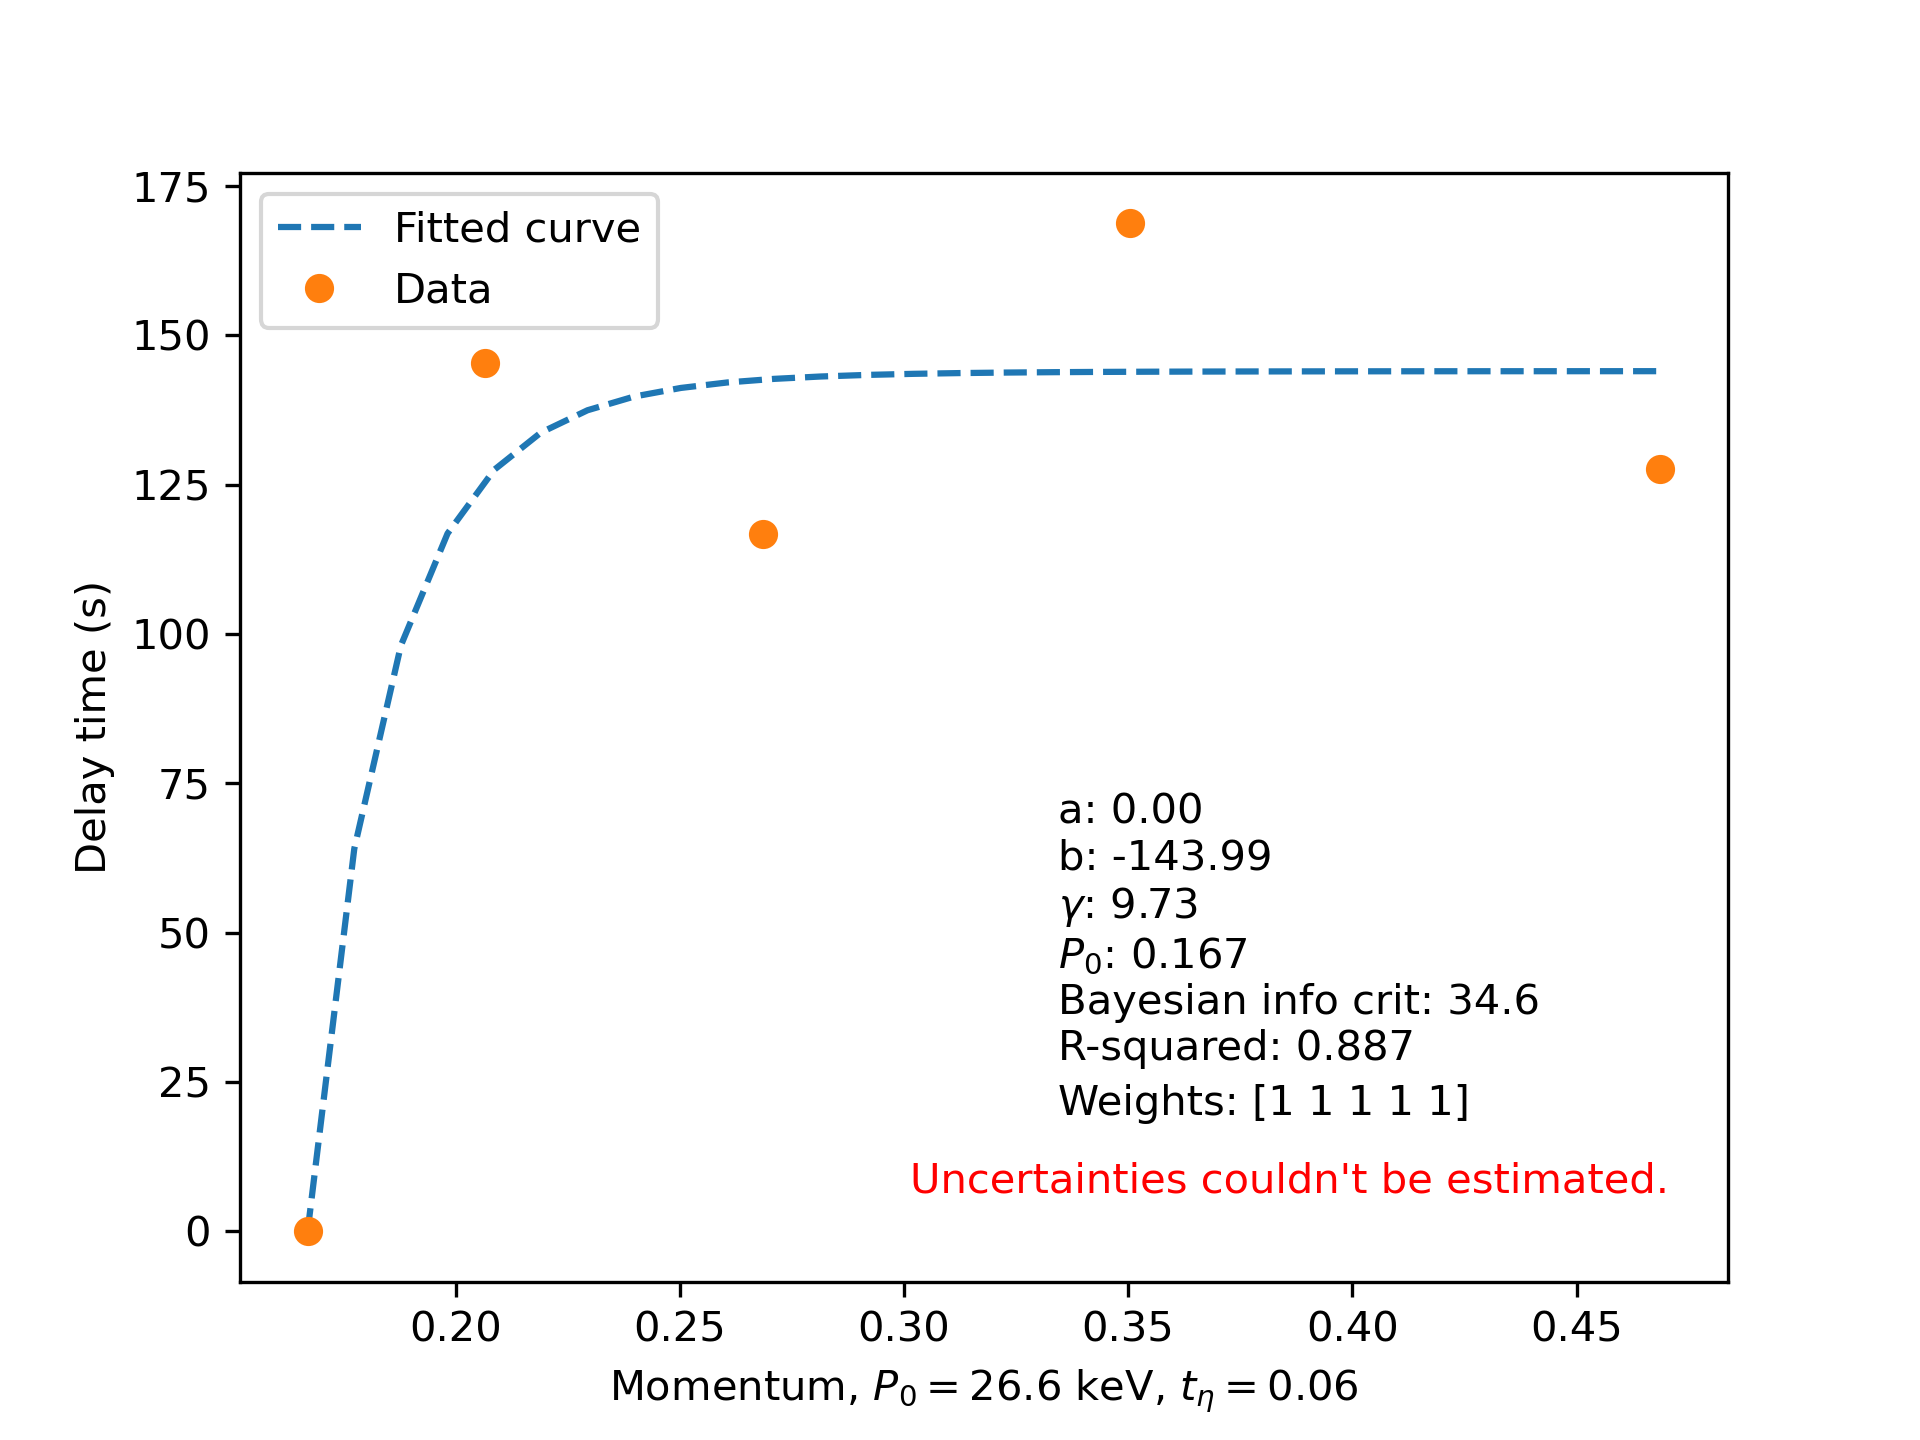 Fitted curve
Data
175
150
125
100
75
50
25
0
Delay time (s)
a: 0.00
b: -143.99
γ: 9.73
P₀: 0.167
Bayesian info crit: 34.6
R-squared: 0.887
Weights: [1 1 1 1 1]
Uncertainties couldn't be estimated.
0.20 0.25 0.30 0.35 0.40 0.45
Momentum, P₀ = 26.6 keV, tη = 0.06